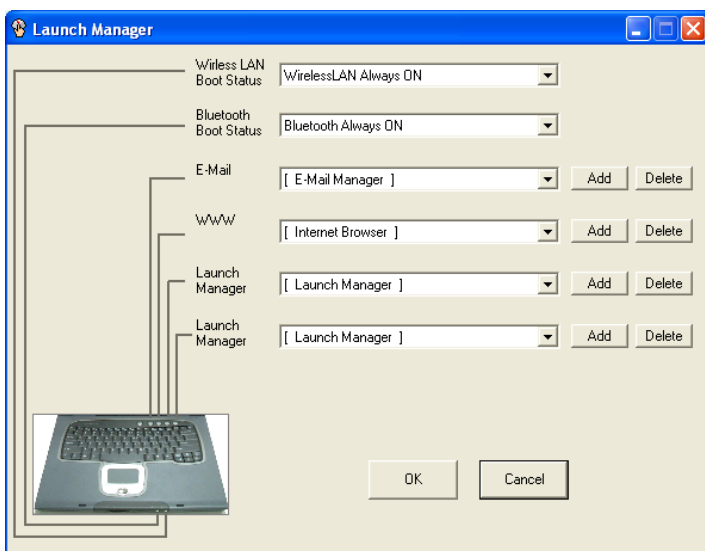 Launch Manager
Wirless LAN
Boot Status
WirelessLAN Always ON
Bluetooth
Boot Status
Bluetooth Always ON
E-Mail
[ E-Mail Manager ]
Add
Delete
WWW
[ Internet Browser ]
Add
Delete
Launch
Manager
[ Launch Manager ]
Add
Delete
Launch
Manager
[ Launch Manager ]
Add
Delete
OK
Cancel